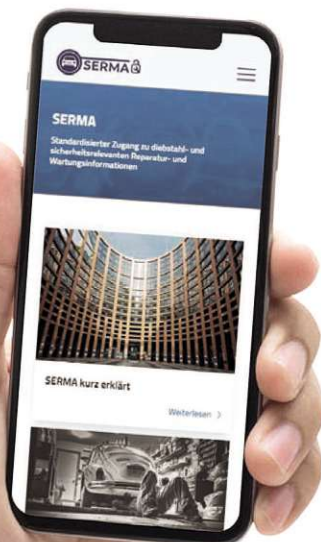 SERMA
SERMA
Standardisierter Zugang zu diebstahl- und
sicherheitsrelevanten Reparatur- und
Wartungsinformationen
SERMA kurz erklärt
Weiterlesen